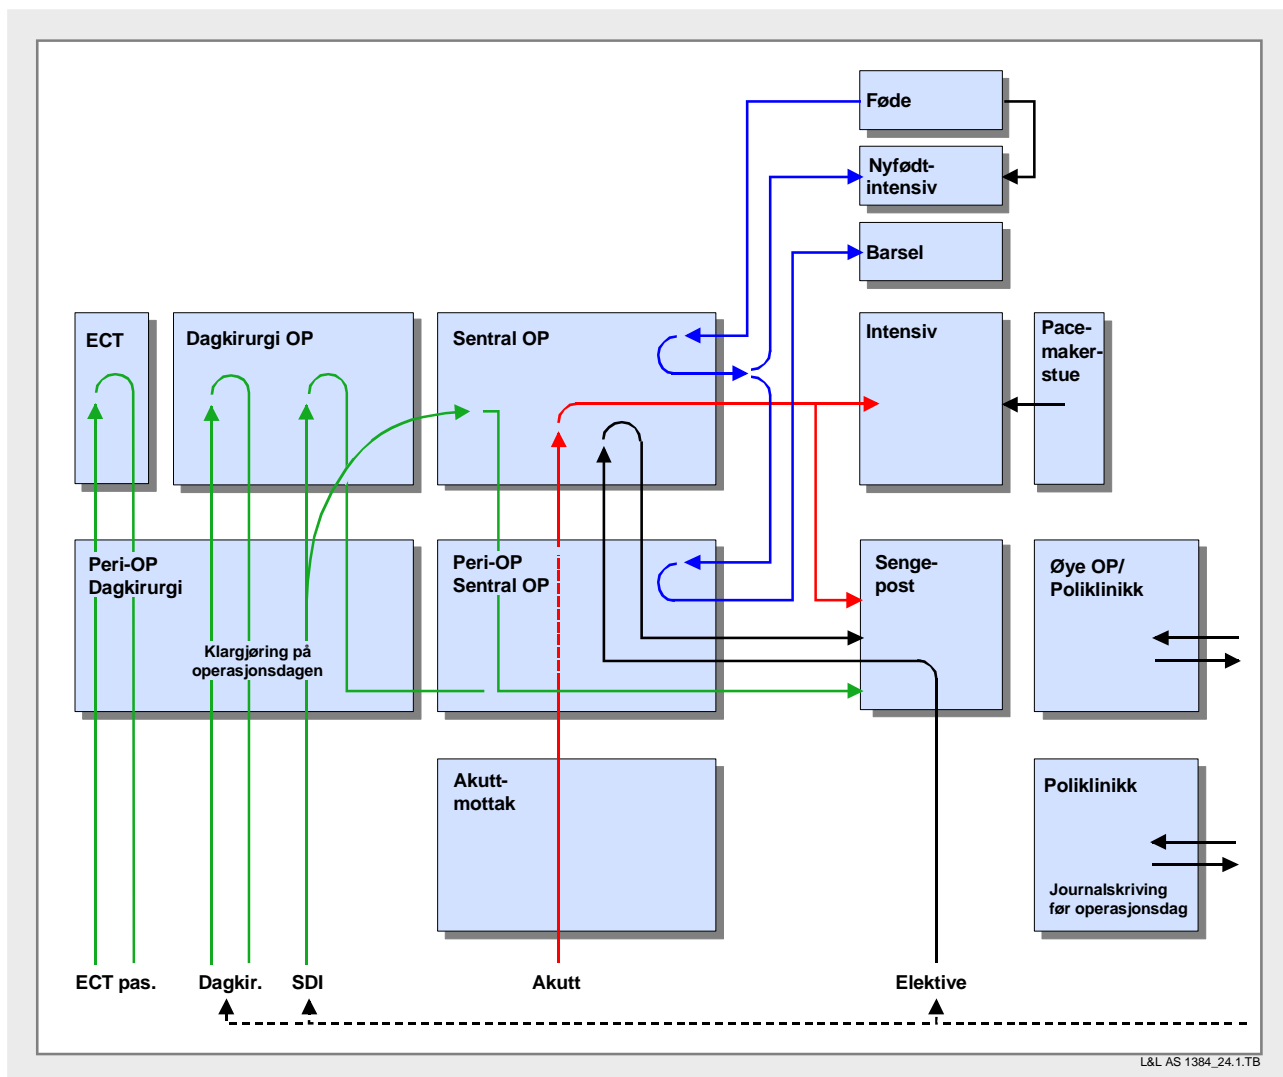 Føde
Nyfødt-
intensiv
Barsel
ECT
Dagkirurgi OP
Sentral OP
Intensiv
Pace-
maker-
stue
Peri-OP
Dagkirurgi
Klargjøring på
operasjonsdagen
Peri-OP
Sentral OP
Senge-
post
Øye OP/
Poliklinikk
Akutt-
mottak
Poliklinikk
Journalskriving
før operasjonsdag
ECT pas.
Dagkir.
SDI
Akutt
Elektive
L&L AS 1384_24.1.TB